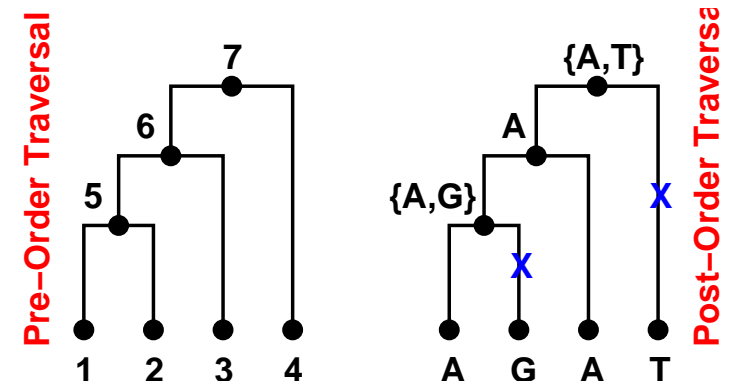 Pre–Order Traversal
7
6
5
1 2 3 4
{A,T}
A
{A,G}
X
X
A G A T
Post–Order Traversa